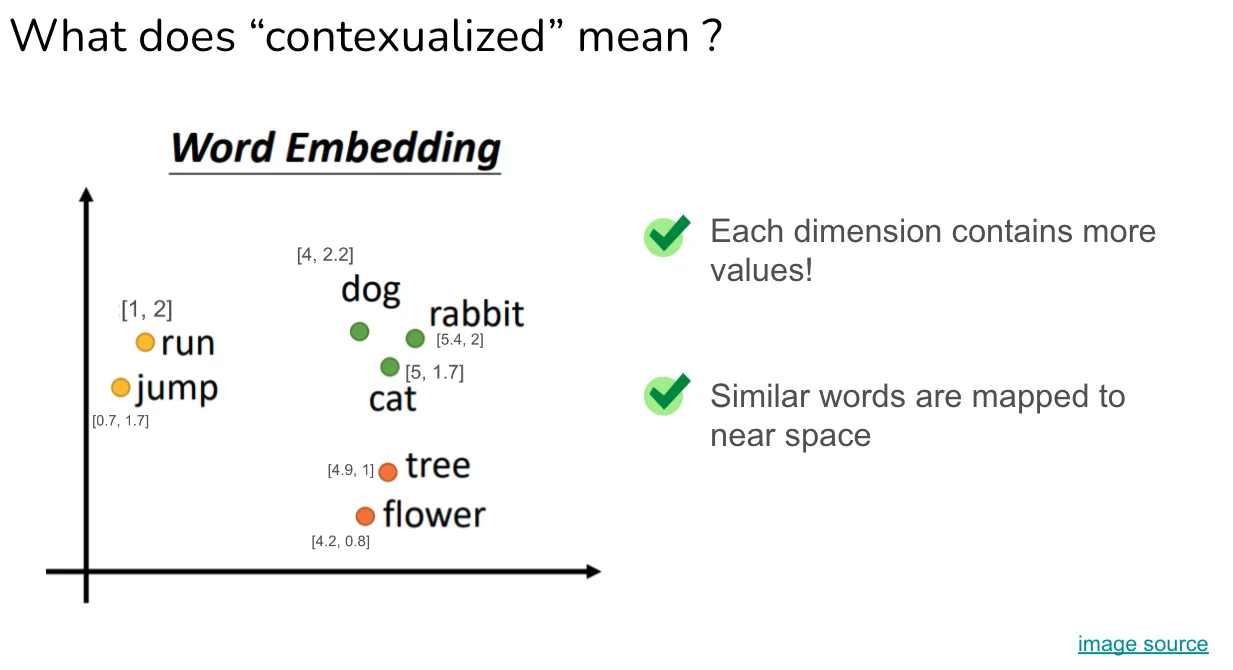 What does “contexualized” mean ?
Word Embedding
[4, 2.2]
dog
[1, 2]
run
rabbit
[5.4, 2]
jump
[0.7, 1.7]
[5, 1.7]
cat
[4.9, 1]
tree
flower
[4.2, 0.8]
Each dimension contains more
values!
Similar words are mapped to
near space
image source